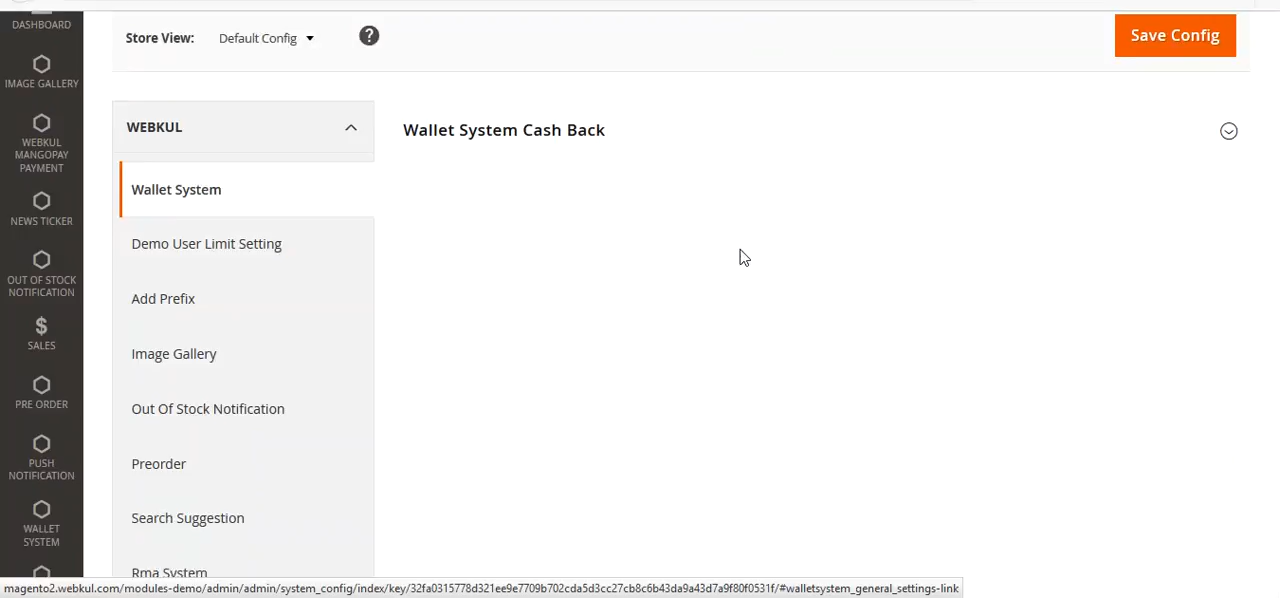 DASHBOARD
IMAGE GALLERY
WEBKUL
MANGOPAY
PAYMENT
NEWS TICKER
OUT OF STOCK
NOTIFICATION
$
SALES
PRE ORDER
PUSH
NOTIFICATION
WALLET
SYSTEM
Store View: Default Config ?
Save Config
WEBKUL
Wallet System
Demo User Limit Setting
Add Prefix
Image Gallery
Out Of Stock Notification
Preorder
Search Suggestion
Rma System
Wallet System Cash Back
magento2.webkul.com/modules-demo/admin/admin/system_config/index/key/32fa0315778d321ee9e7709b702cda5d3cc27cb8c6b43da9a43d7a9f80f0531f/#walletsystem_general_settings-link